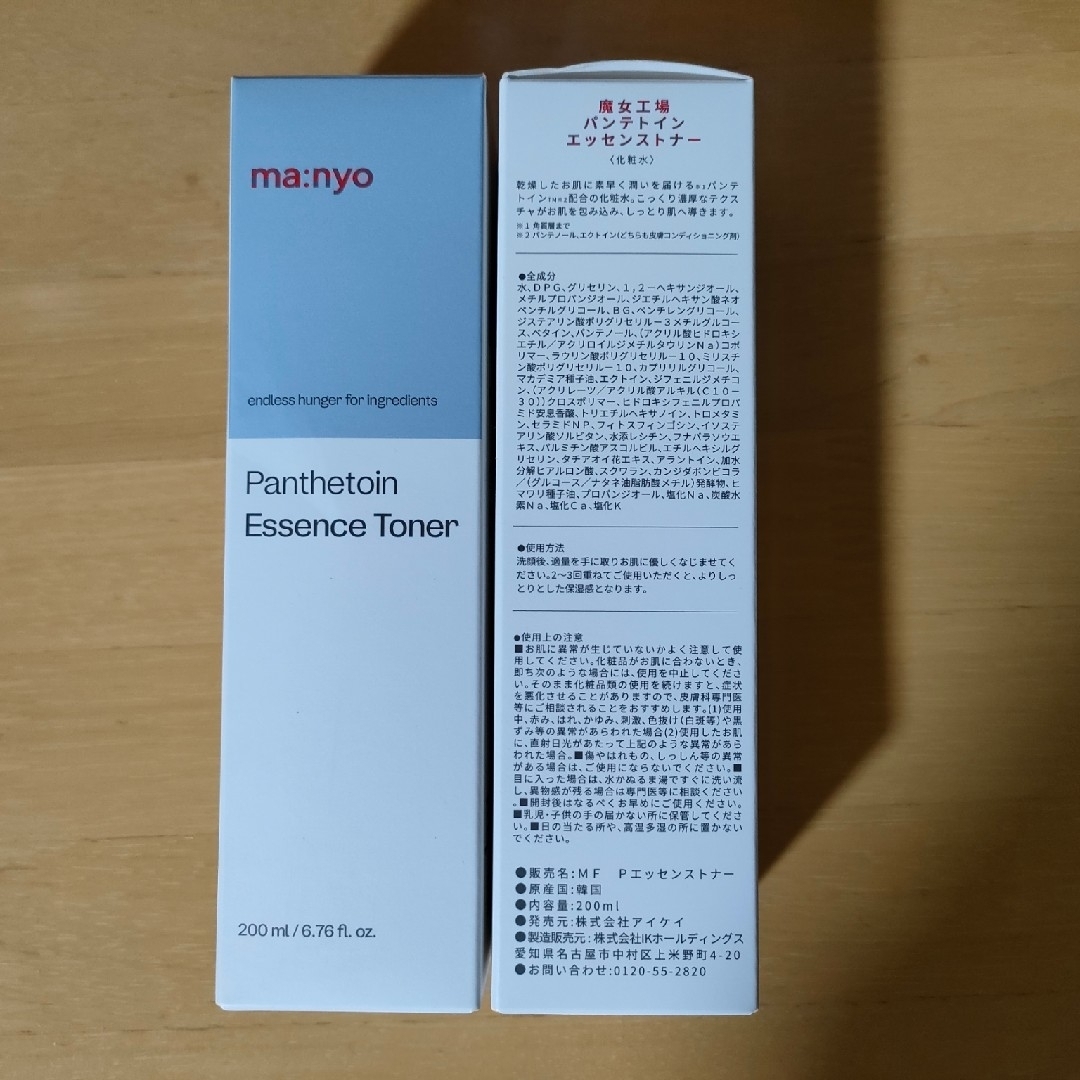 ma:nyo
endless hunger for ingredients
Panthetoin
Essence Toner
200 ml / 6.76 fl. oz.
魔女工場
パンテトイン
エッセンストナー
〈化粧水〉
乾燥したお肌に素早く潤いを届ける※1パンテ
トインTM※2配合の化粧水。こっくり濃厚なテクス
チャがお肌を包み込み、しっとり肌へ導きます。
※1 角質層まで
※2 パンテノール、エクトイン(どちらも皮膚コンディショニング剤)
●全成分
水、DPG、グリセリン、1,2-ヘキサンジオール、
メチルプロパンジオール、ジエチルヘキサン酸ネオ
ペンチルグリコール、BG、ペンチレングリコール、
ジステアリン酸ポリグリセリル-3メチルグルコー
ス、ベタイン、パンテノール、(アクリル酸ヒドロキシ
エチル/アクリロイルジメチルタウリンNa)コポ
リマー、ラウリン酸ポリグリセリル-10、ミリスチ
ン酸ポリグリセリル-10、カプリリルグリコール、
マカデミア種子油、エクトイン、ジフェニルジメチコ
ン、(アクリレーツ/アクリル酸アルキル(C10-
30))クロスポリマー、ヒドロキシフェニルプロパ
ミド安息香酸、トリエチルヘキサノイン、トロメタミ
ン、セラミドNP、フィトスフィンゴシン、イソステ
アリン酸ソルビタン、水添レシチン、フナバラソウエ
キス、パルミチン酸アスコルビル、エチルヘキシルグ
リセリン、タチアオイ花エキス、アラントイン、加水
分解ヒアルロン酸、スクワラン、カンジダボンビコラ
/(グルコース/ナタネ油脂肪酸メチル)発酵物、ヒ
マワリ種子油、プロパンジオール、塩化Na、炭酸水
素Na、塩化Ca、塩化K
●使用方法
洗顔後、適量を手に取りお肌に優しくなじませてく
ださい。2〜3回重ねてご使用いただくと、よりしっ
とりとした保湿感となります。
●使用上の注意
■お肌に異常が生じていないかよく注意して使
用してください。化粧品がお肌に合わないとき、
即ち次のような場合には、使用を中止してくださ
い。そのまま化粧品類の使用を続けますと、症状
を悪化させることがありますので、皮膚科専門医
等にご相談されることをおすすめします。(1)使用
中、赤み、はれ、かゆみ、刺激、色抜け(白斑等)や黒
ずみ等の異常があらわれた場合(2)使用したお肌
に、直射日光があたって上記のような異常があら
われた場合。■傷やはれもの、しっしん等の異常
がある場合は、ご使用にならないでください。■
目に入った場合は、水かぬるま湯ですぐに洗い流
し、異物感が残る場合は専門医等に相談ください
。■開封後はなるべくお早めにご使用ください。
■乳児・子供の手の届かない所に保管してくださ
い。■日の当たる所や、高温多湿の所に置かない
でください。
●販売名:MF Pエッセンストナー
●原産国:韓国
●内容量:200ml
●発売元:株式会社アイケイ
●製造販売元:株式会社IKホールディングス
愛知県名古屋市中村区上米野町4-20
●お問い合わせ:0120-55-2820